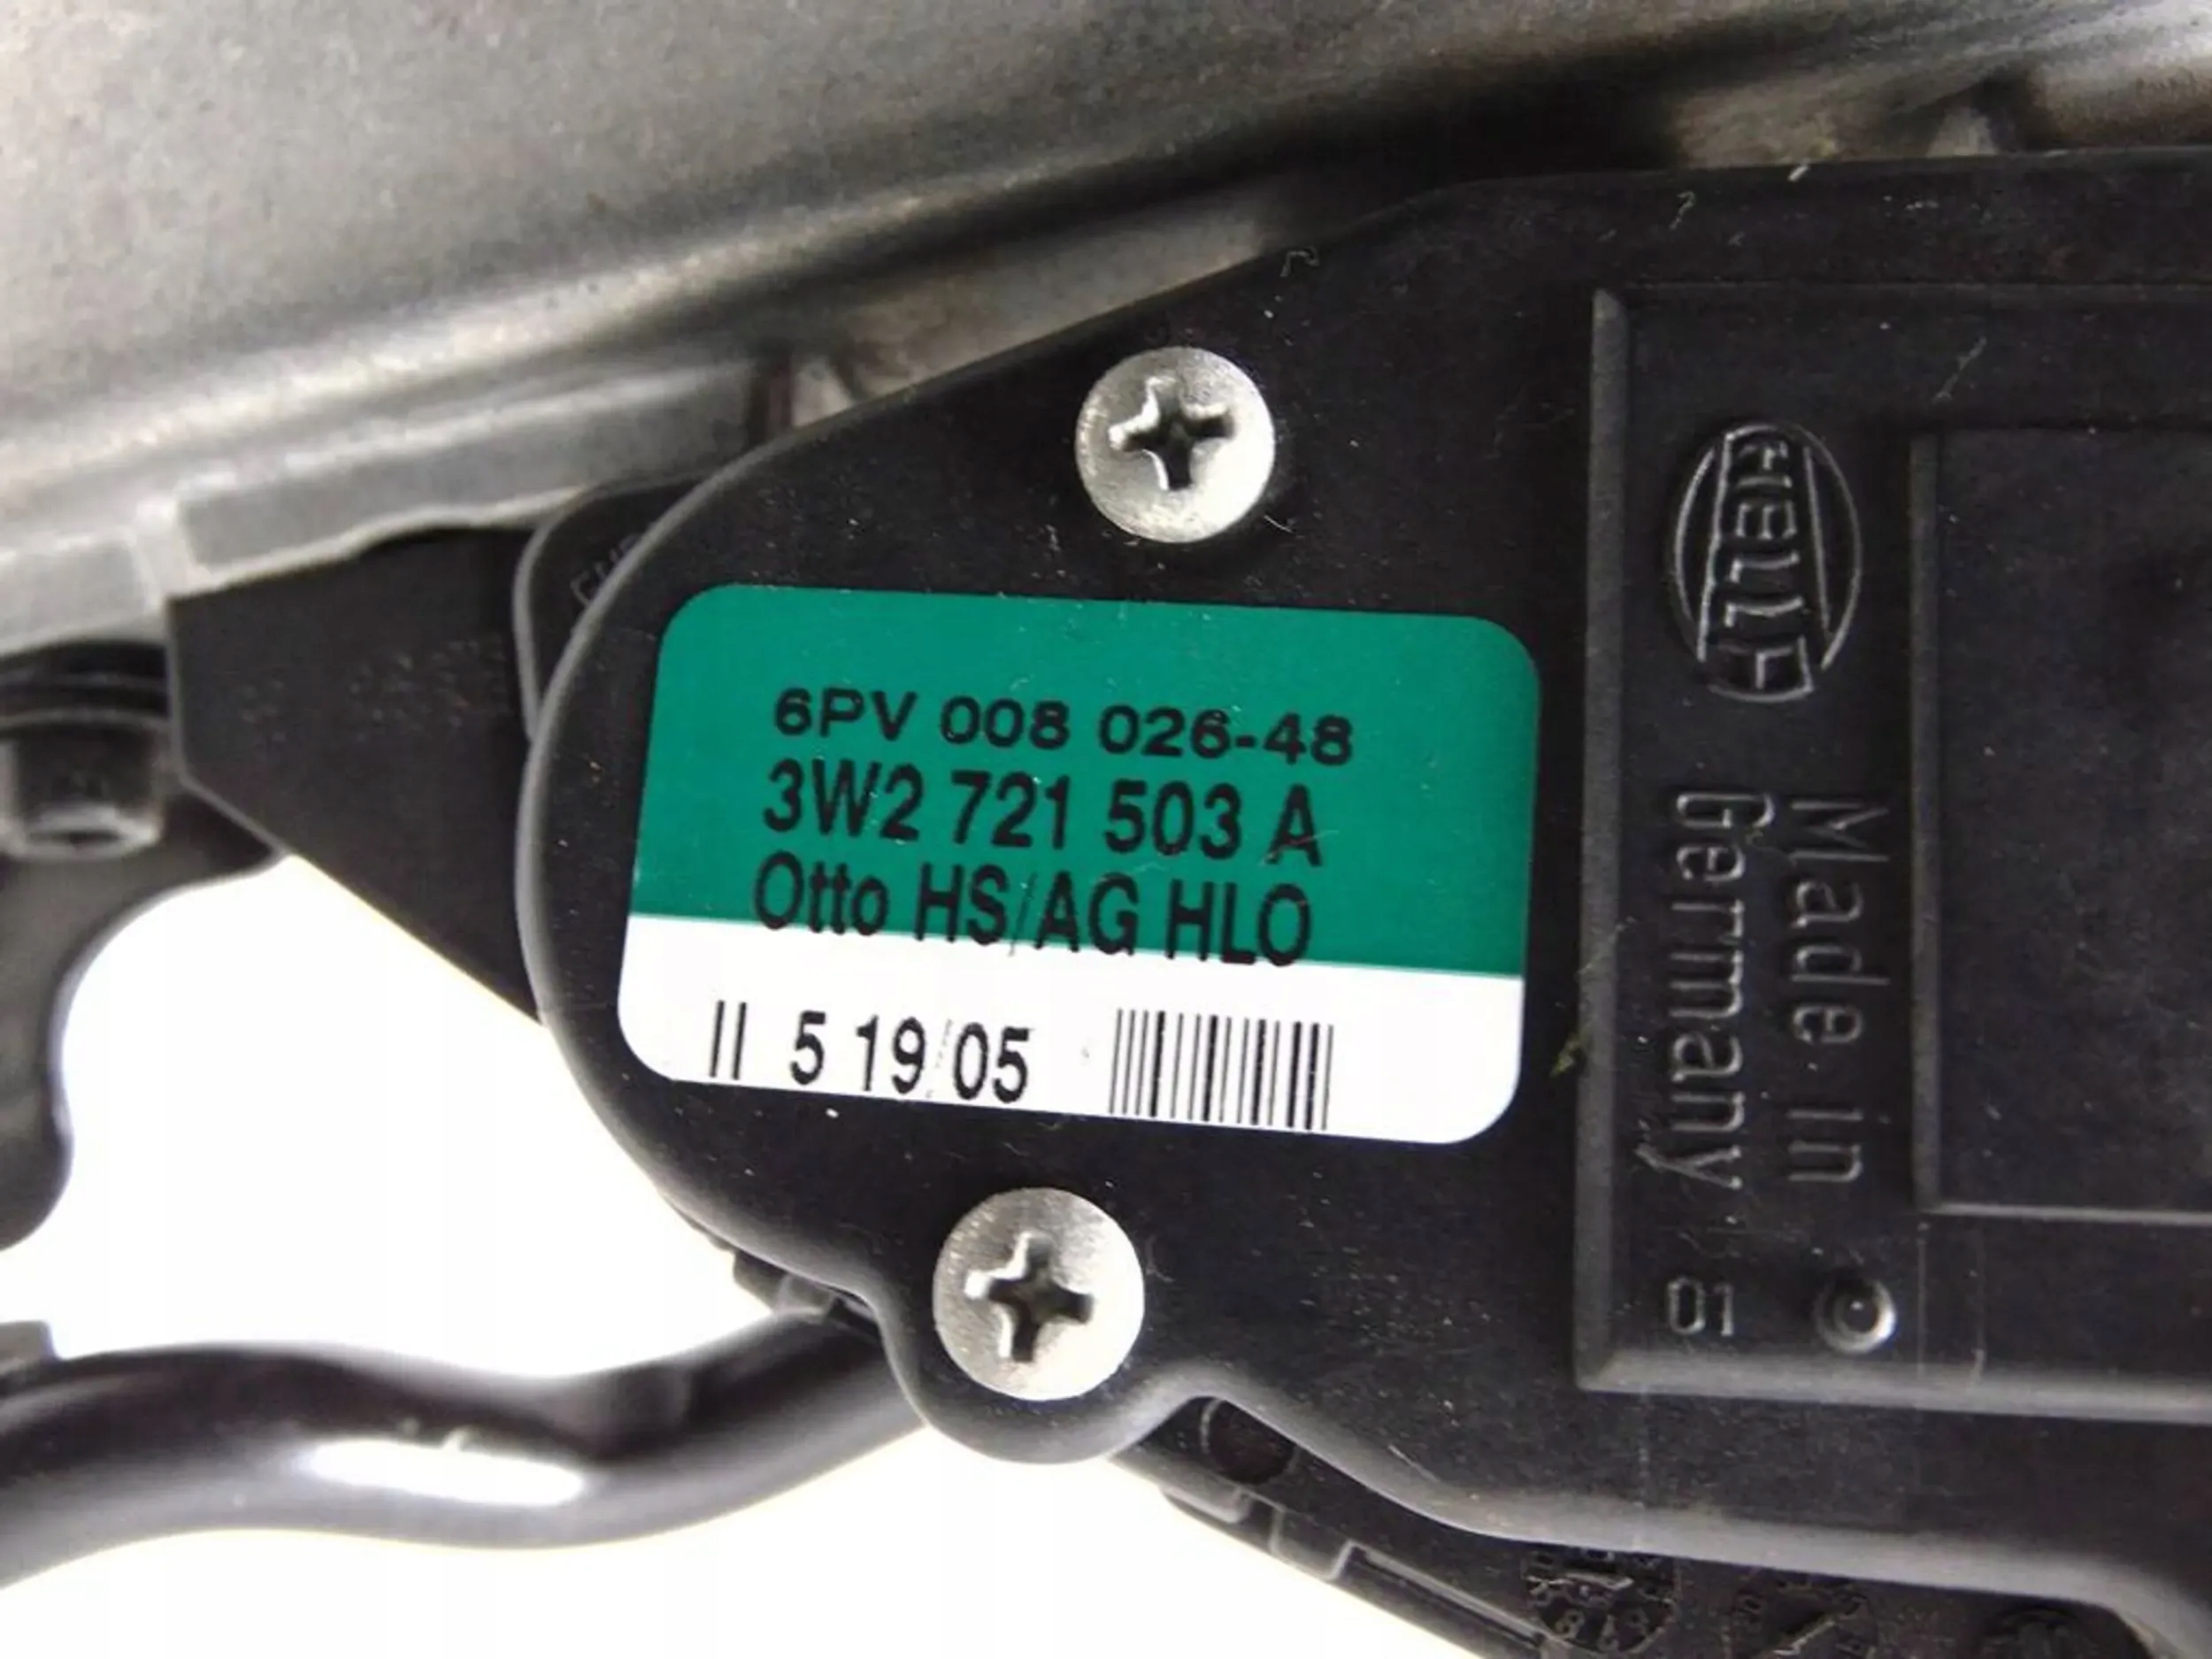 6PV 008 026-48
3W2 721 503 A
Otto HS/AG HLO
II 5 19/05
HELLA
Made in
Germany
01